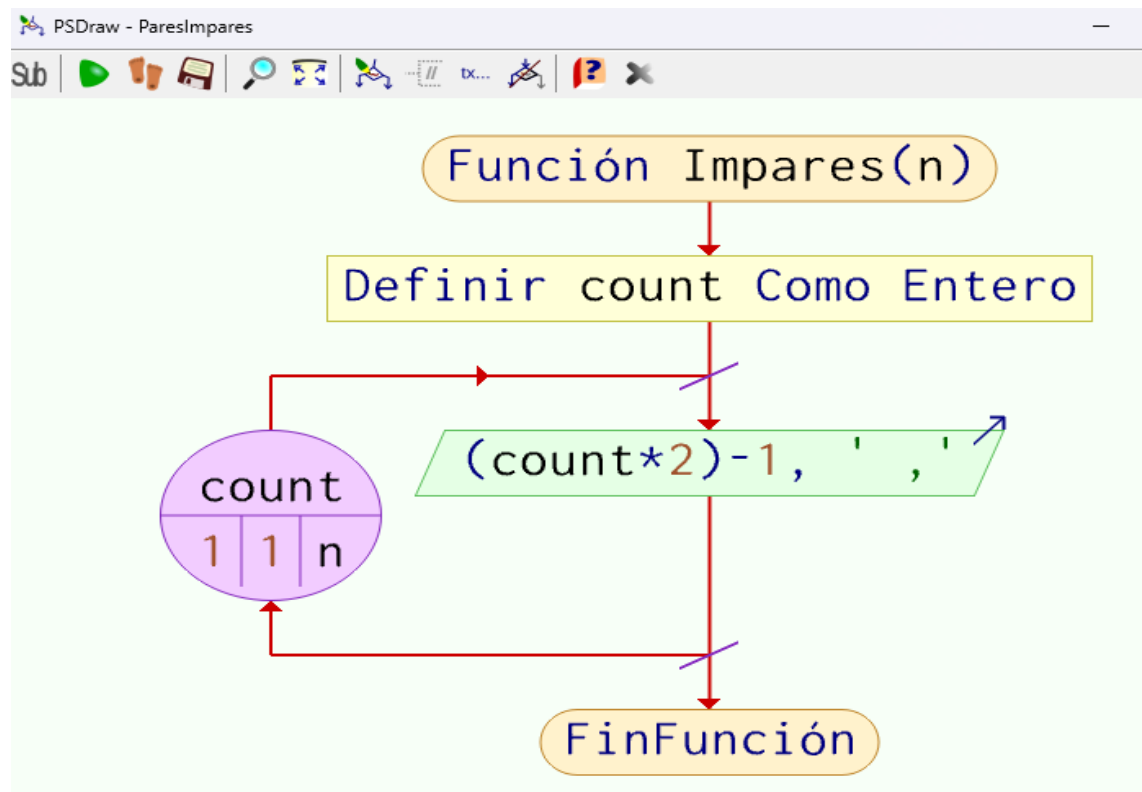 PSDraw - ParesImpares
Sub
tx...
Función Impares(n)
Definir count Como Entero
(count*2)-1, ' ,'
count
1 1 n
FinFunción